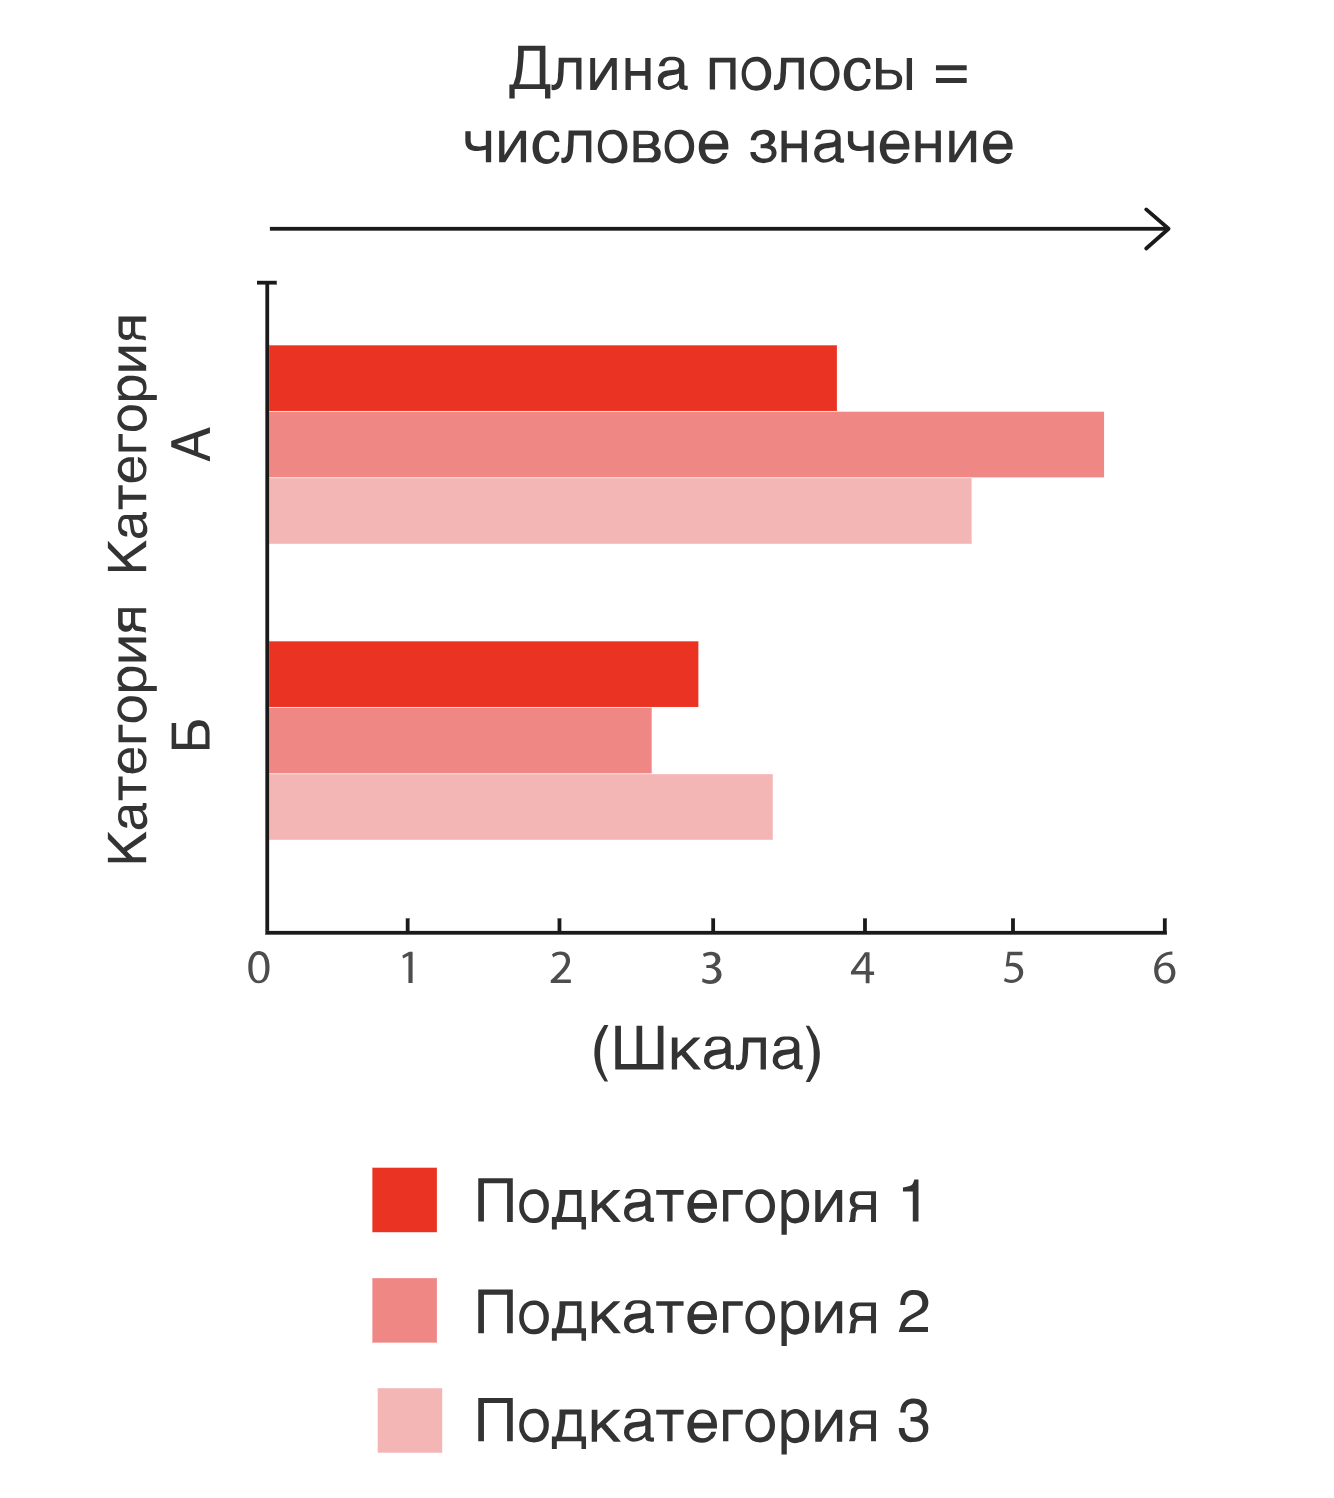 Длина полосы =
числовое значение
Категория
А
Категория
Б
0 1 2 3 4 5 6
(Шкала)
Подкатегория 1
Подкатегория 2
Подкатегория 3